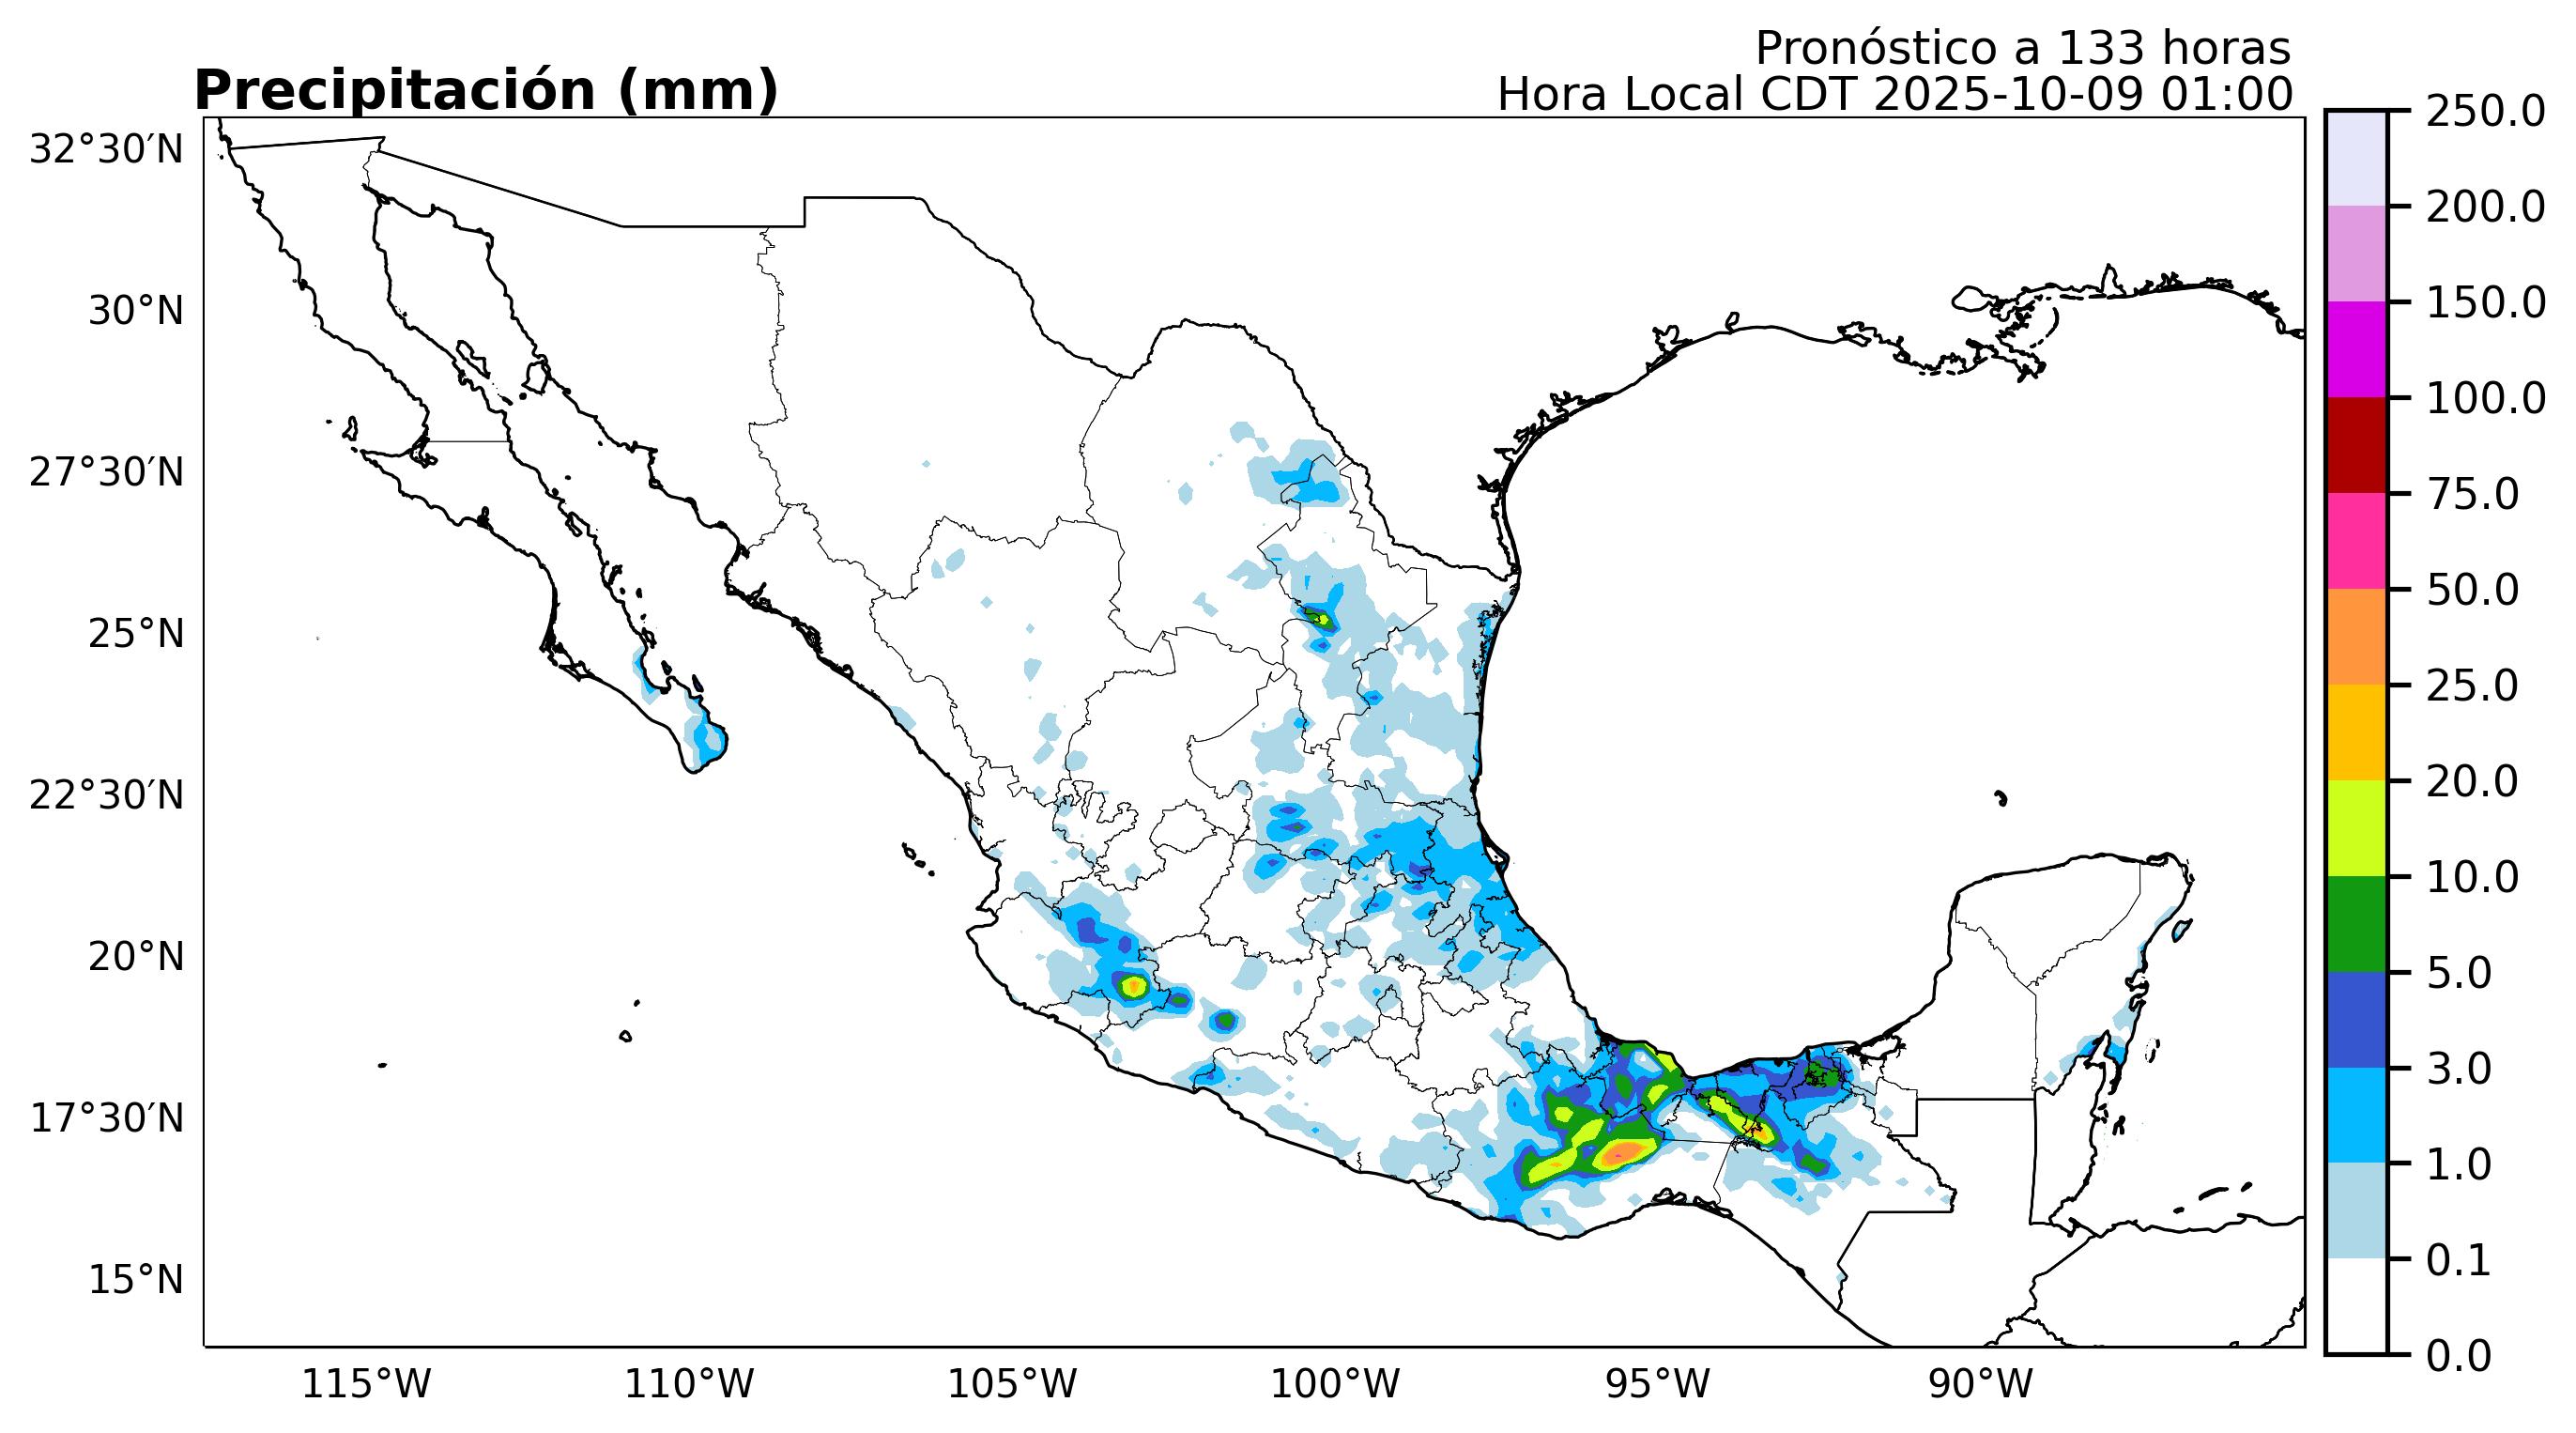 Pronóstico a 133 horas
Precipitación (mm)
Hora Local CDT 2025-10-09 01:00
32°30′N
30°N
27°30′N
25°N
22°30′N
20°N
17°30′N
15°N
115°W
110°W
105°W
100°W
95°W
90°W
250.0
200.0
150.0
100.0
75.0
50.0
25.0
20.0
10.0
5.0
3.0
1.0
0.1
0.0